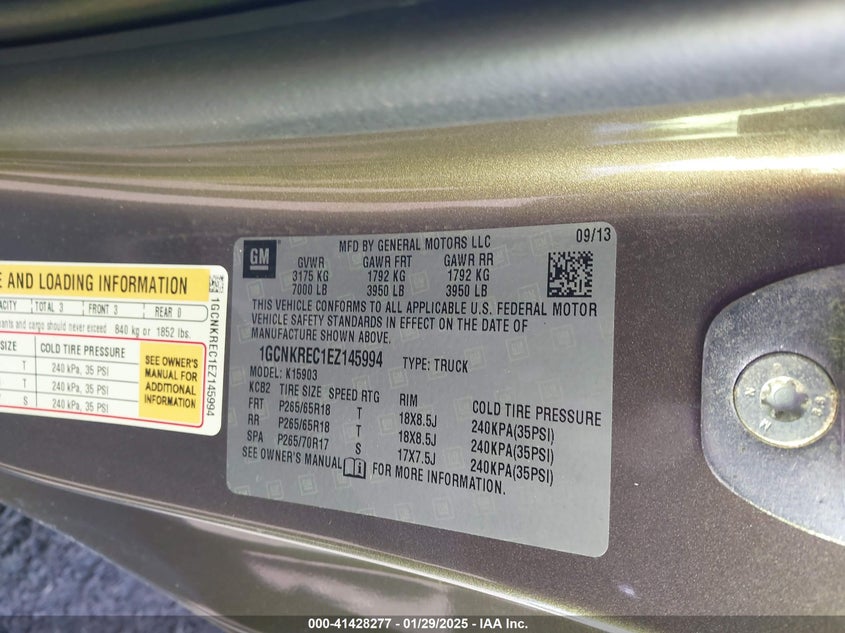 E AND LOADING INFORMATION
ACITY TOTAL 3 FRONT 3 REAR 0
ants and cargo should never exceed 840 kg or 1852 lbs.
SIZE COLD TIRE PRESSURE
T 240 kPa, 35 PSI
T 240 kPa, 35 PSI
S 240 kPa, 35 PSI
SEE OWNER'S
MANUAL FOR
ADDITIONAL
INFORMATION
1GCNKREC1EZ145994
GM
MFD BY GENERAL MOTORS LLC 09/13
GVWR GAWR FRT GAWR RR
3175 KG 1792 KG 1792 KG
7000 LB 3950 LB 3950 LB
THIS VEHICLE CONFORMS TO ALL APPLICABLE U.S. FEDERAL MOTOR
VEHICLE SAFETY STANDARDS IN EFFECT ON THE DATE OF
MANUFACTURE SHOWN ABOVE.
1GCNKREC1EZ145994 TYPE: TRUCK
MODEL: K15903
KCB2 TIRE SIZE SPEED RTG RIM COLD TIRE PRESSURE
FRT P265/65R18 T 18X8.5J 240KPA(35PSI)
RR P265/65R18 T 18X8.5J 240KPA(35PSI)
SPA P265/70R17 S 17X7.5J 240KPA(35PSI)
SEE OWNER'S MANUAL FOR MORE INFORMATION.
000-41428277 - 01/29/2025 - IAA Inc.